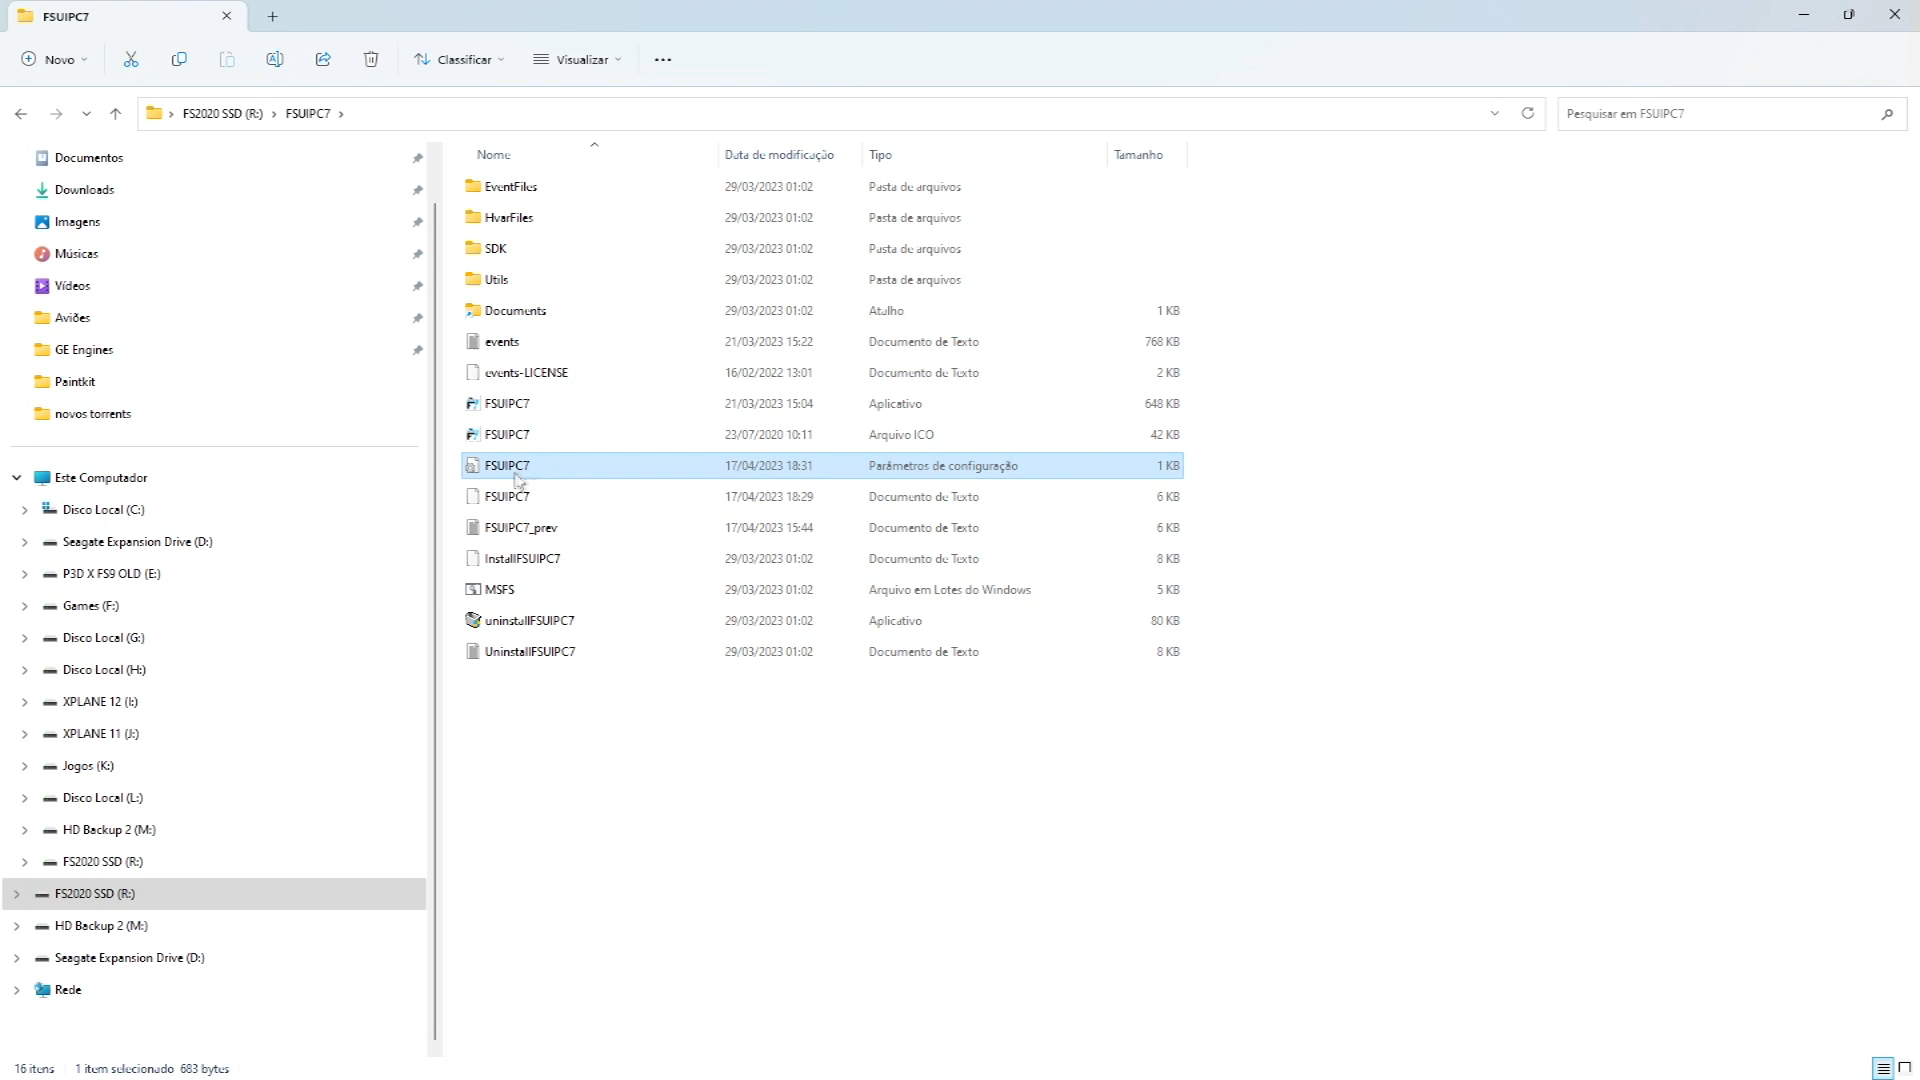 FSUIPC7
Novo
Classificar
Visualizar
FS2020 SSD (R:) > FSUIPC7 >
Pesquisar em FSUIPC7
Documentos
Downloads
Imagens
Músicas
Vídeos
Aviões
GE Engines
Paintkit
novos torrents
Este Computador
Disco Local (C:)
Seagate Expansion Drive (D:)
P3D X FS9 OLD (E:)
Games (F:)
Disco Local (G:)
Disco Local (H:)
XPLANE 12 (I:)
XPLANE 11 (J:)
Jogos (K:)
Disco Local (L:)
HD Backup 2 (M:)
FS2020 SSD (R:)
FS2020 SSD (R:)
HD Backup 2 (M:)
Seagate Expansion Drive (D:)
Rede
Nome Data de modificação Tipo Tamanho
EventFiles 29/03/2023 01:02 Pasta de arquivos
HvarFiles 29/03/2023 01:02 Pasta de arquivos
SDK 29/03/2023 01:02 Pasta de arquivos
Utils 29/03/2023 01:02 Pasta de arquivos
Documents 29/03/2023 01:02 Atalho 1 KB
events 21/03/2023 15:22 Documento de Texto 768 KB
events-LICENSE 16/02/2022 13:01 Documento de Texto 2 KB
FSUIPC7 21/03/2023 15:04 Aplicativo 648 KB
FSUIPC7 23/07/2020 10:11 Arquivo ICO 42 KB
FSUIPC7 17/04/2023 18:31 Parâmetros de configuração 1 KB
FSUIPC7 17/04/2023 18:29 Documento de Texto 6 KB
FSUIPC7_prev 17/04/2023 15:44 Documento de Texto 6 KB
InstallFSUIPC7 29/03/2023 01:02 Documento de Texto 8 KB
MSFS 29/03/2023 01:02 Arquivo em Lotes do Windows 5 KB
uninstallFSUIPC7 29/03/2023 01:02 Aplicativo 80 KB
UninstallFSUIPC7 29/03/2023 01:02 Documento de Texto 8 KB
16 itens 1 item selecionado 683 bytes